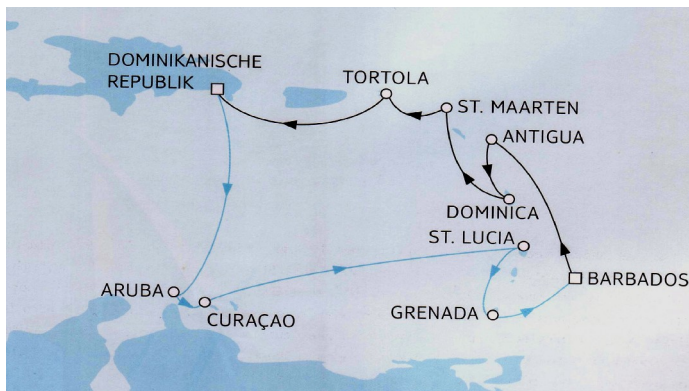 DOMINIKANISCHE
REPUBLIK
TORTOLA
ST. MAARTEN
ANTIGUA
DOMINICA
ST. LUCIA
BARBADOS
ARUBA
CURAÇAO
GRENADA